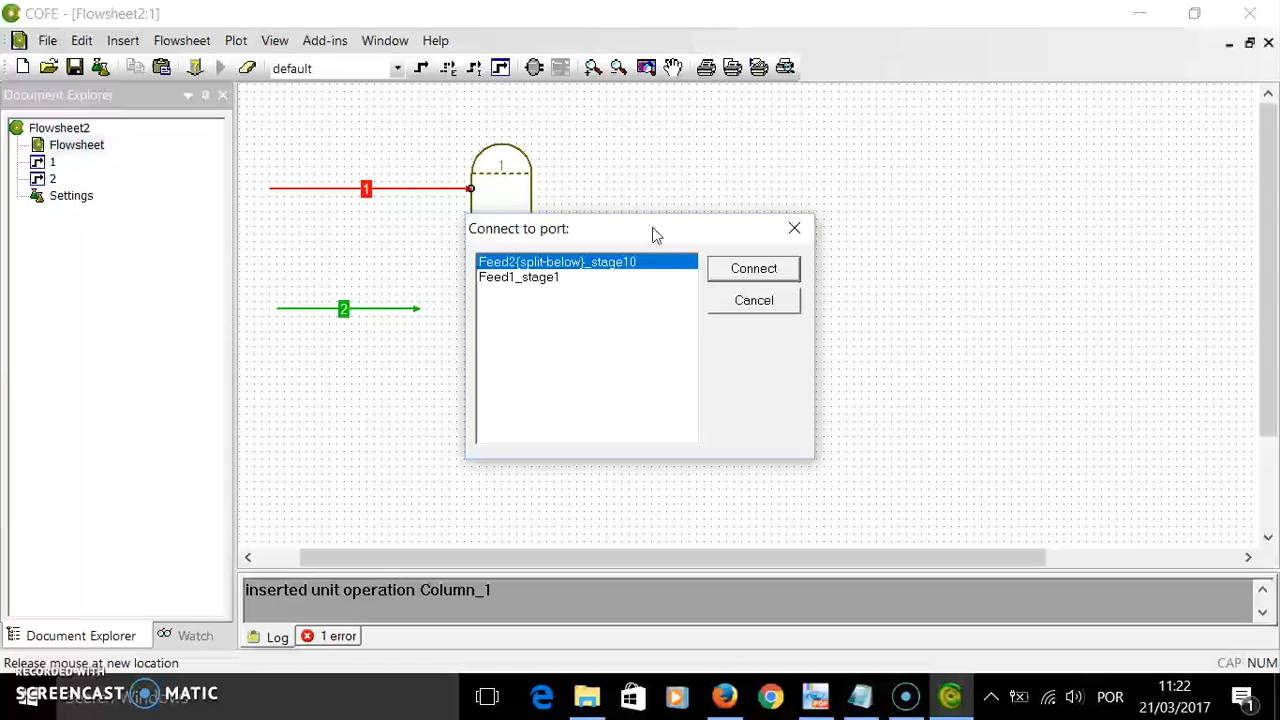 COFE - [Flowsheet2:1]
File Edit Insert Flowsheet Plot View Add-ins Window Help
default
Document Explorer
Flowsheet2
Flowsheet
1
2
Settings
1
1
2
Connect to port:
Feed2{split-below}_stage10
Feed1_stage1
Connect
Cancel
inserted unit operation Column_1
Document Explorer
Watch
Log
1 error
Release mouse at new location
CAP NUM
RECORDED WITH
SCREENCAST MATIC
POR
11:22
21/03/2017
1